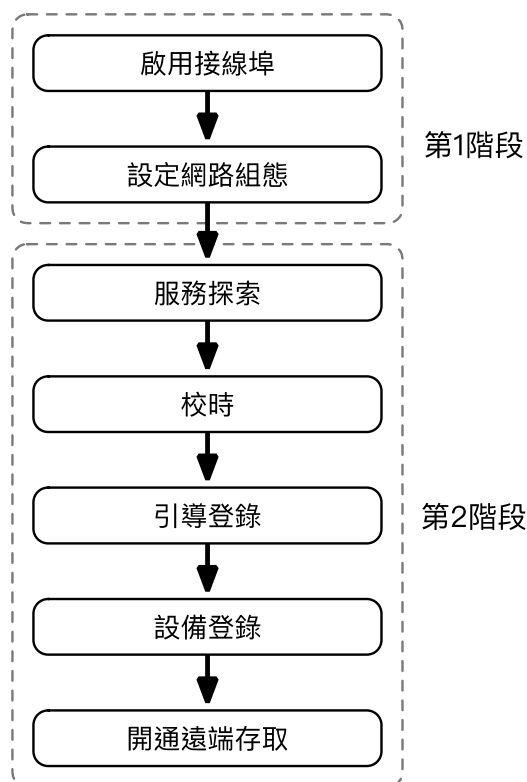 啟用接線埠
設定網路組態
第1階段
服務探索
校時
引導登錄
第2階段
設備登錄
開通遠端存取